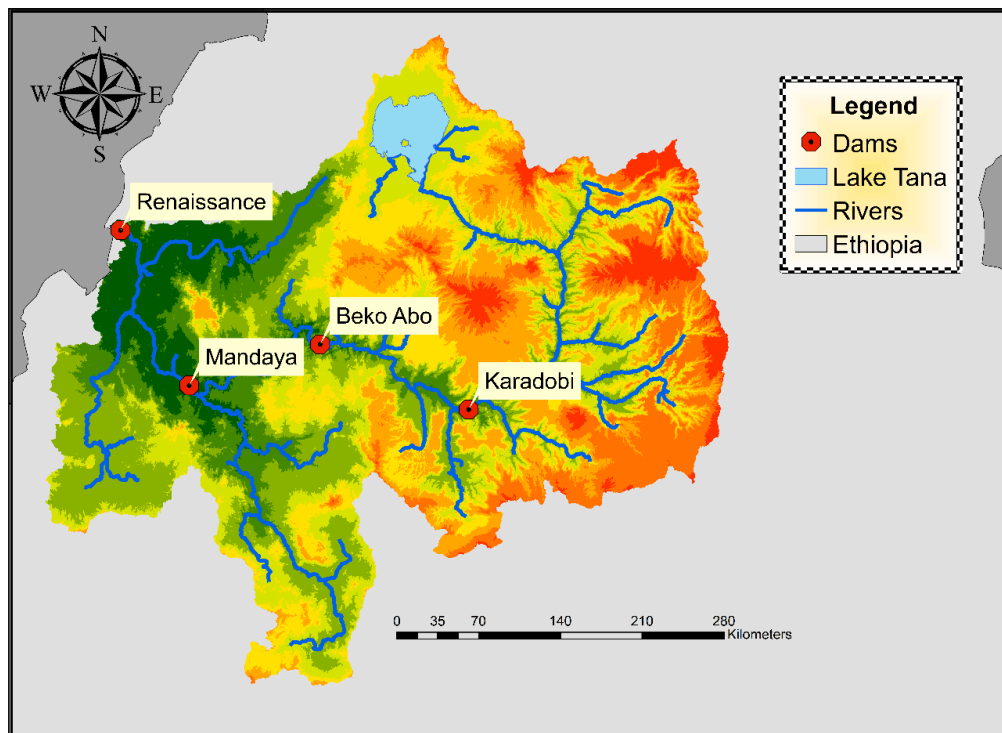 N
W E
S
Legend
Dams
Lake Tana
Rivers
Ethiopia
Renaissance
Beko Abo
Mandaya
Karadobi
0 35 70 140 210 280
Kilometers